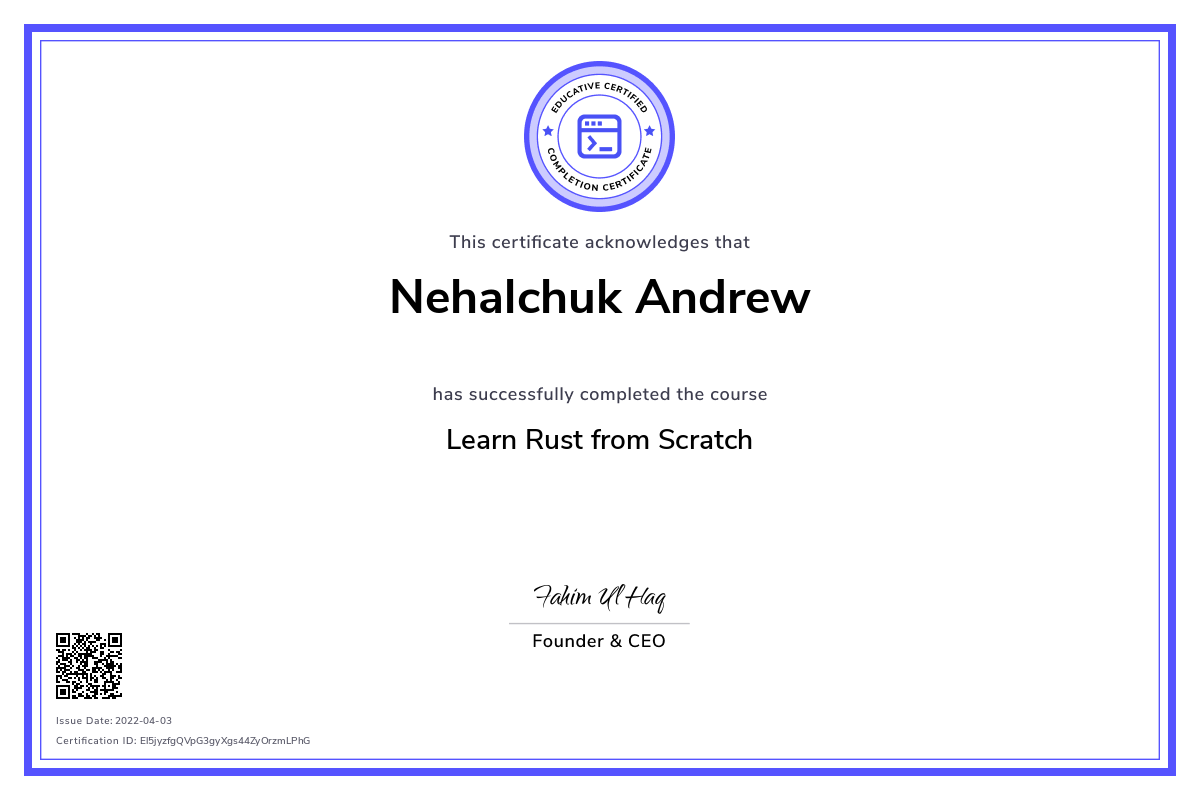 EDUCATIVE CERTIFIED
COMPLETION CERTIFICATE
This certificate acknowledges that
Nehalchuk Andrew
has successfully completed the course
Learn Rust from Scratch
Fahim Ul Haq
Founder & CEO
Issue Date: 2022-04-03
Certification ID: EI5jyzfgQVpG3gyXgs44ZyOrzmLPhG